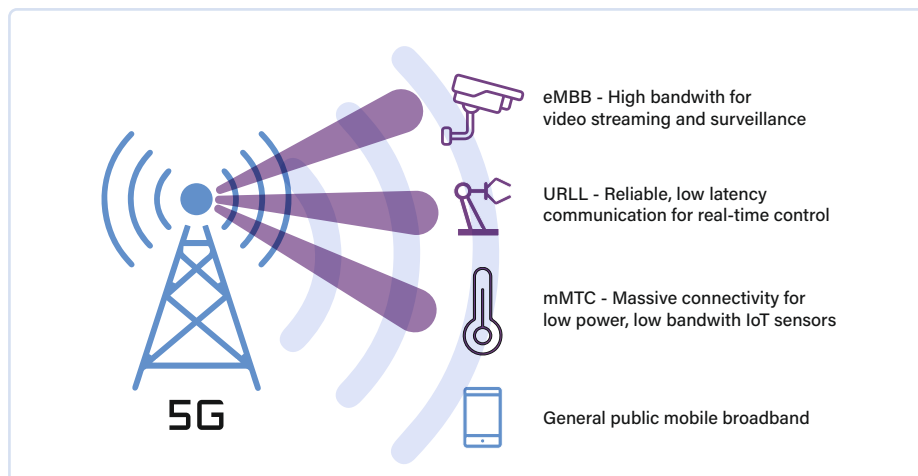 eMBB - High bandwith for
video streaming and surveillance
URLL - Reliable, low latency
communication for real-time control
mMTC - Massive connectivity for
low power, low bandwith IoT sensors
5G
General public mobile broadband